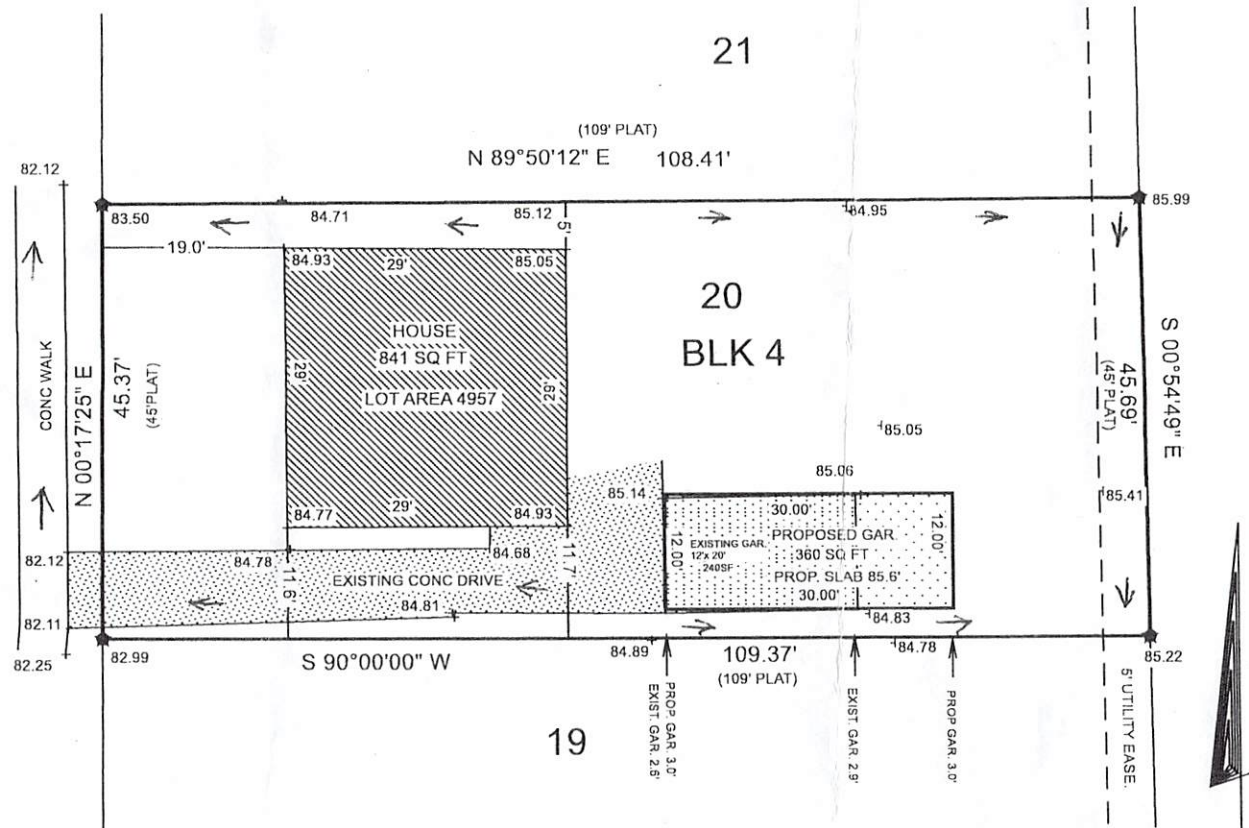 21
(109' PLAT)
N 89°50'12" E 108.41'
82.12
83.50
84.71
85.12
5'
84.95
85.99
19.0'
84.93
29'
85.05
HOUSE
841 SQ FT
LOT AREA 4957
29'
29'
84.77
29'
84.93
20
BLK 4
CONC WALK
N 00°17'25" E
45.37'
(45'PLAT)
S 00°54'49" E
45.69'
(45' PLAT)
85.05
85.06
85.41
85.14
30.00'
12.00'
EXISTING GAR.
12'x 20'
240SF
PROPOSED GAR.
360 SQ FT
PROP. SLAB 85.6'
30.00'
12.00'
82.12
84.78
11.6'
84.68
11.7'
EXISTING CONC DRIVE
84.81
84.83
82.11
82.25
82.99
S 90°00'00" W
84.89
109.37'
(109' PLAT)
84.78
85.22
PROP. GAR. 3.0'
EXIST. GAR. 2.6'
EXIST. GAR. 2.9'
PROP GAR. 3.0'
5' UTILITY EASE.
19